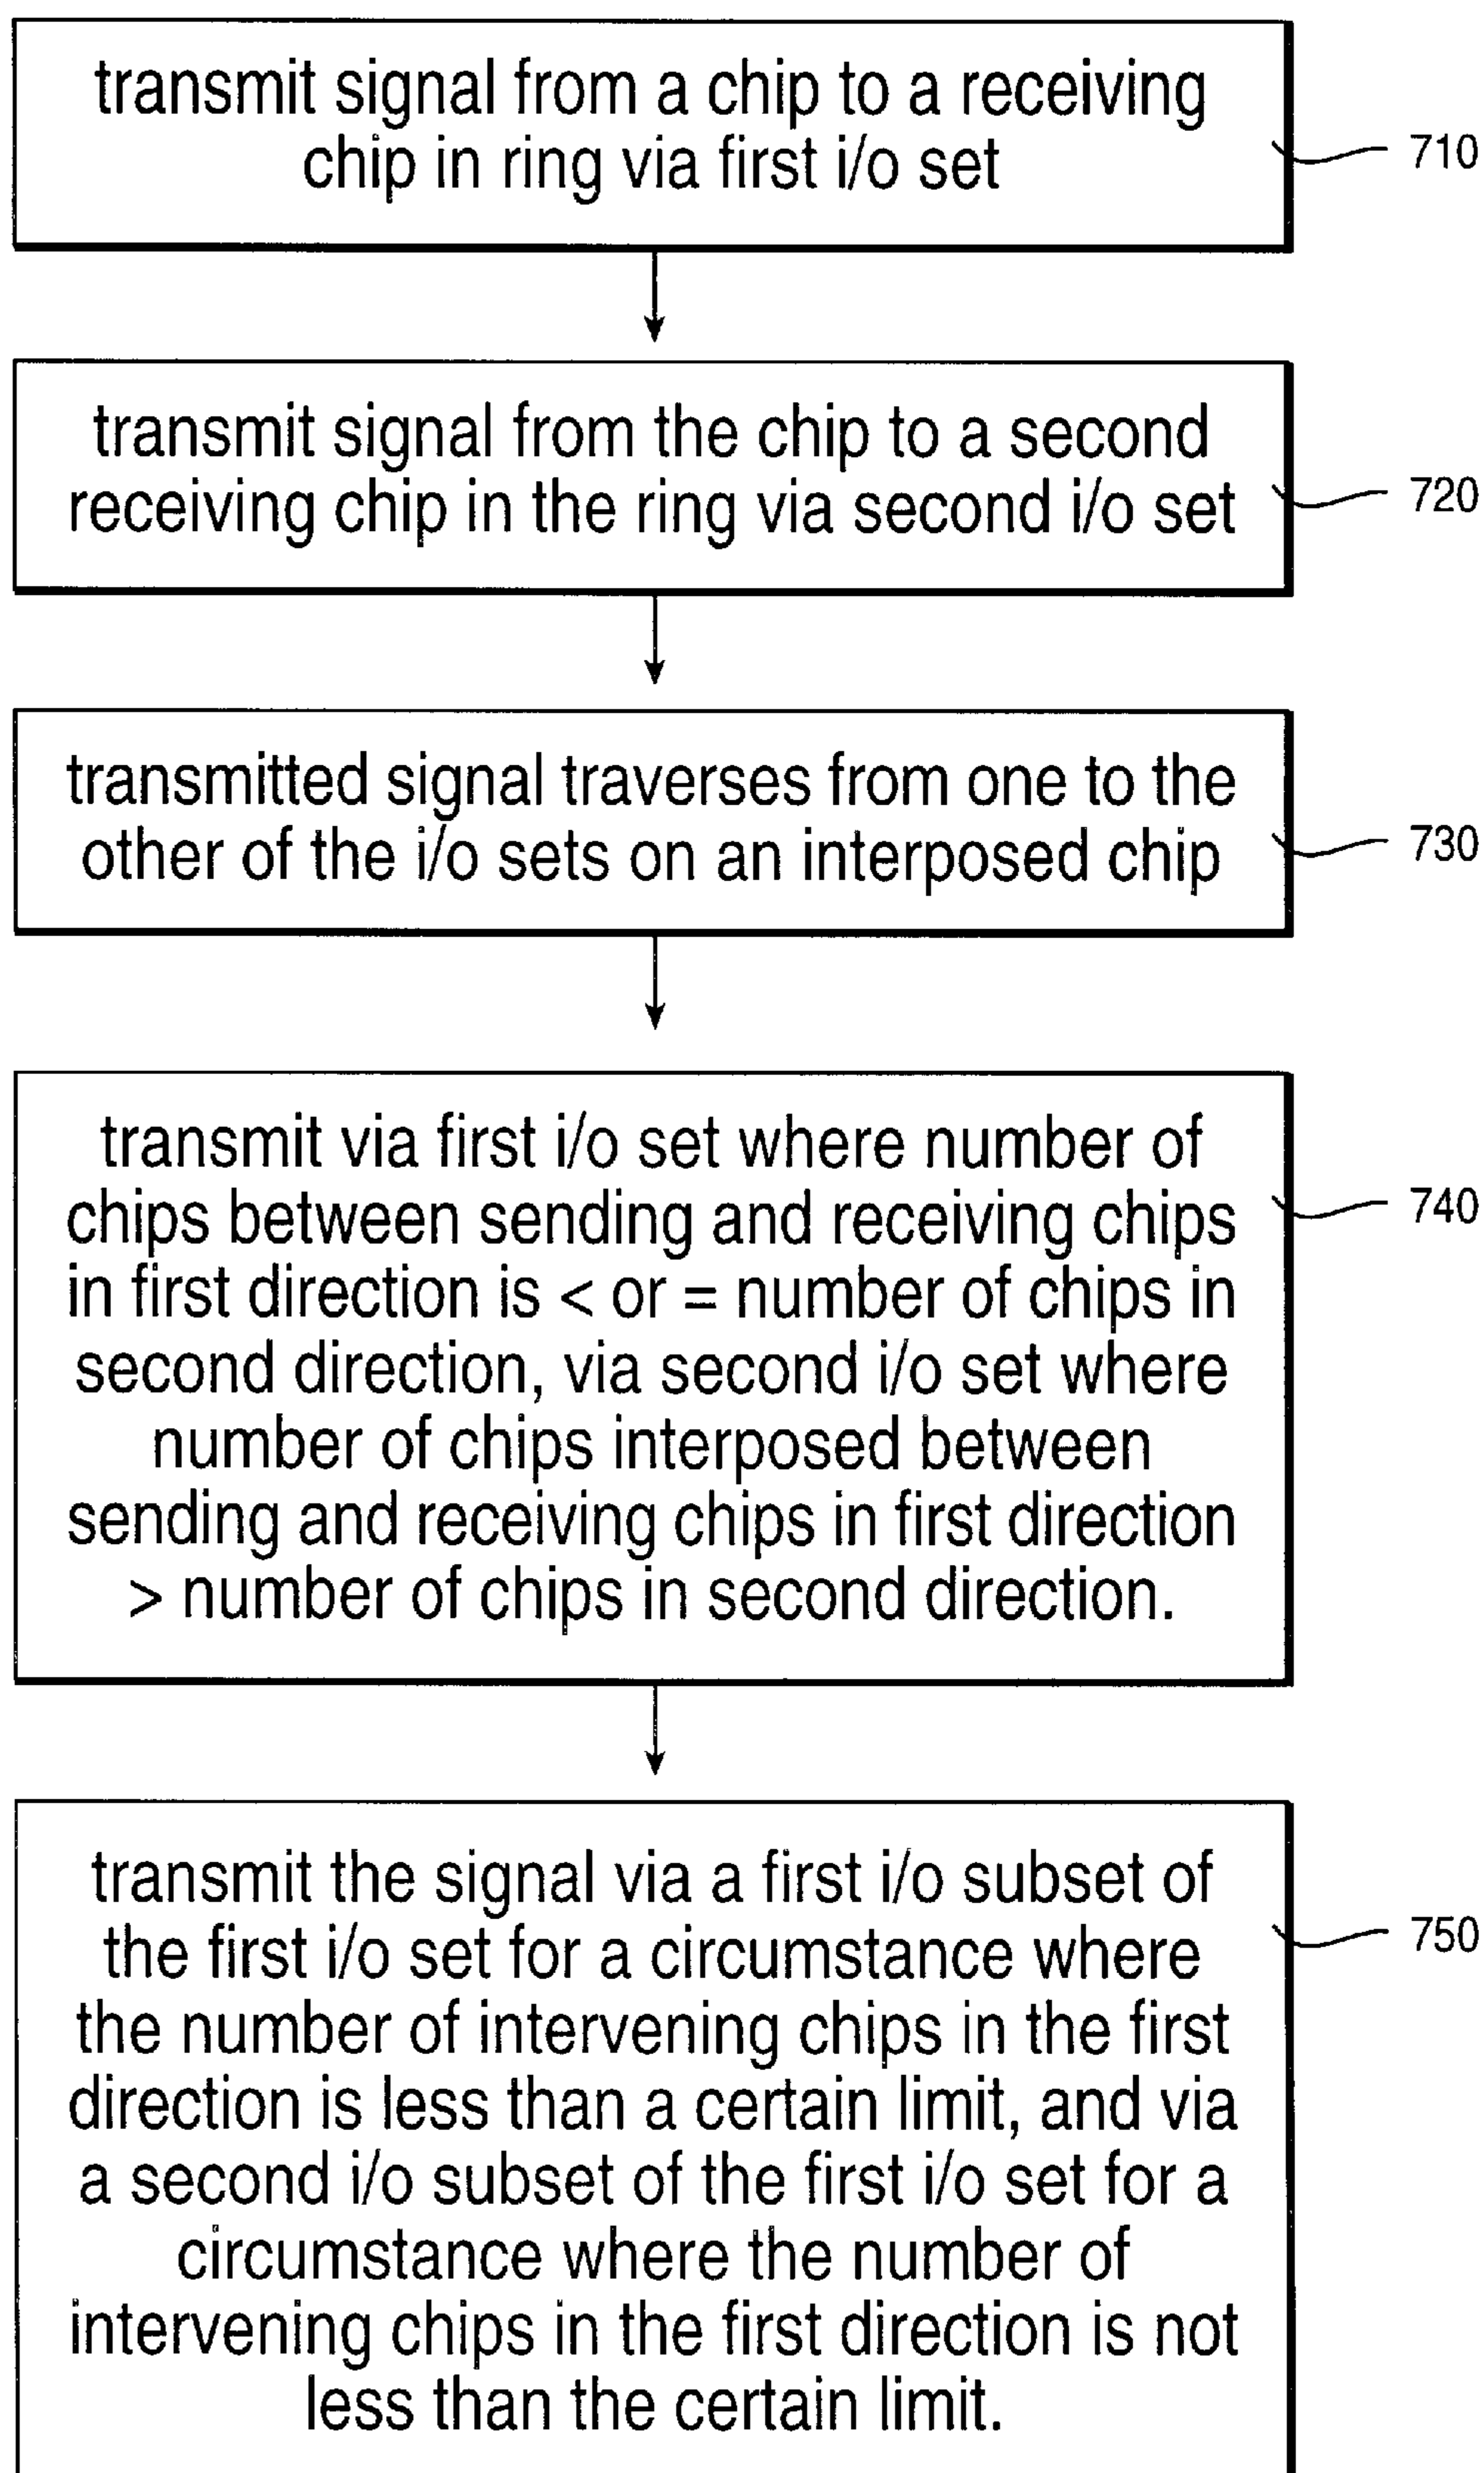 transmit signal from a chip to a receiving
chip in ring via first i/o set
710
transmit signal from the chip to a second
receiving chip in the ring via second i/o set
720
transmitted signal traverses from one to the
other of the i/o sets on an interposed chip
730
transmit via first i/o set where number of
chips between sending and receiving chips
in first direction is < or = number of chips in
second direction, via second i/o set where
number of chips interposed between
sending and receiving chips in first direction
> number of chips in second direction.
740
transmit the signal via a first i/o subset of
the first i/o set for a circumstance where
the number of intervening chips in the first
direction is less than a certain limit, and via
a second i/o subset of the first i/o set for a
circumstance where the number of
intervening chips in the first direction is not
less than the certain limit.
750